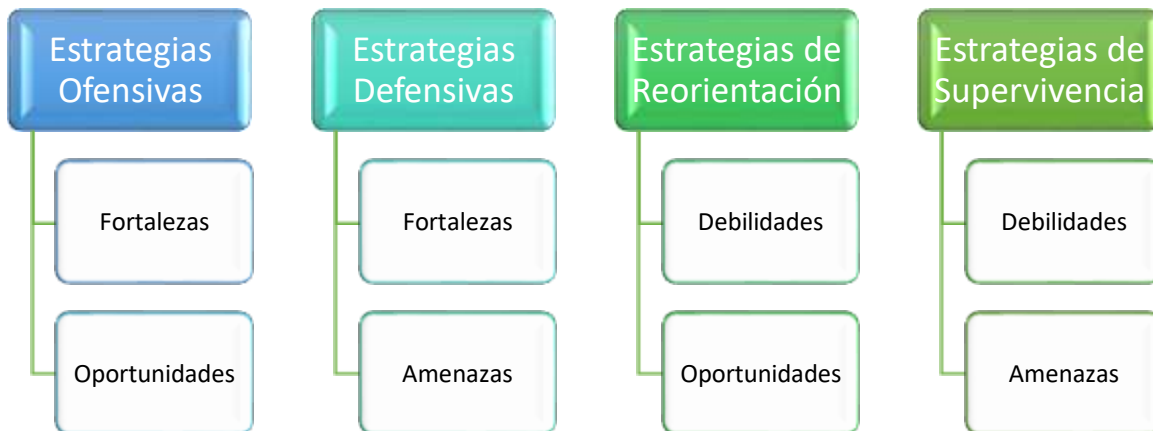 Estrategias
Ofensivas
Fortalezas
Oportunidades
Estrategias
Defensivas
Fortalezas
Amenazas
Estrategias de
Reorientación
Debilidades
Oportunidades
Estrategias de
Supervivencia
Debilidades
Amenazas